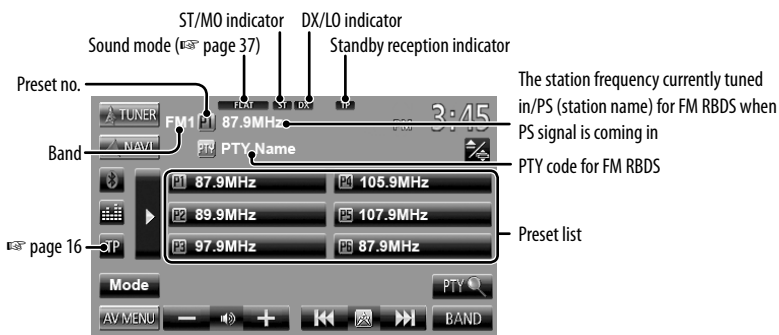 ST/MO indicator DX/LO indicator
Sound mode (☞ page 37) Standby reception indicator
Preset no.
The station frequency currently tuned
in/PS (station name) for FM RBDS when
PS signal is coming in
Band
PTY code for FM RBDS
☞ page 16
Preset list
FLAT ST DX TP
TUNER FM1 P1 87.9MHz FM 3:45
NAVI PTY PTY Name
P1 87.9MHz P4 105.9MHz
P2 89.9MHz P5 107.9MHz
TP P3 97.9MHz P6 87.9MHz
Mode PTY
AV MENU − + BAND